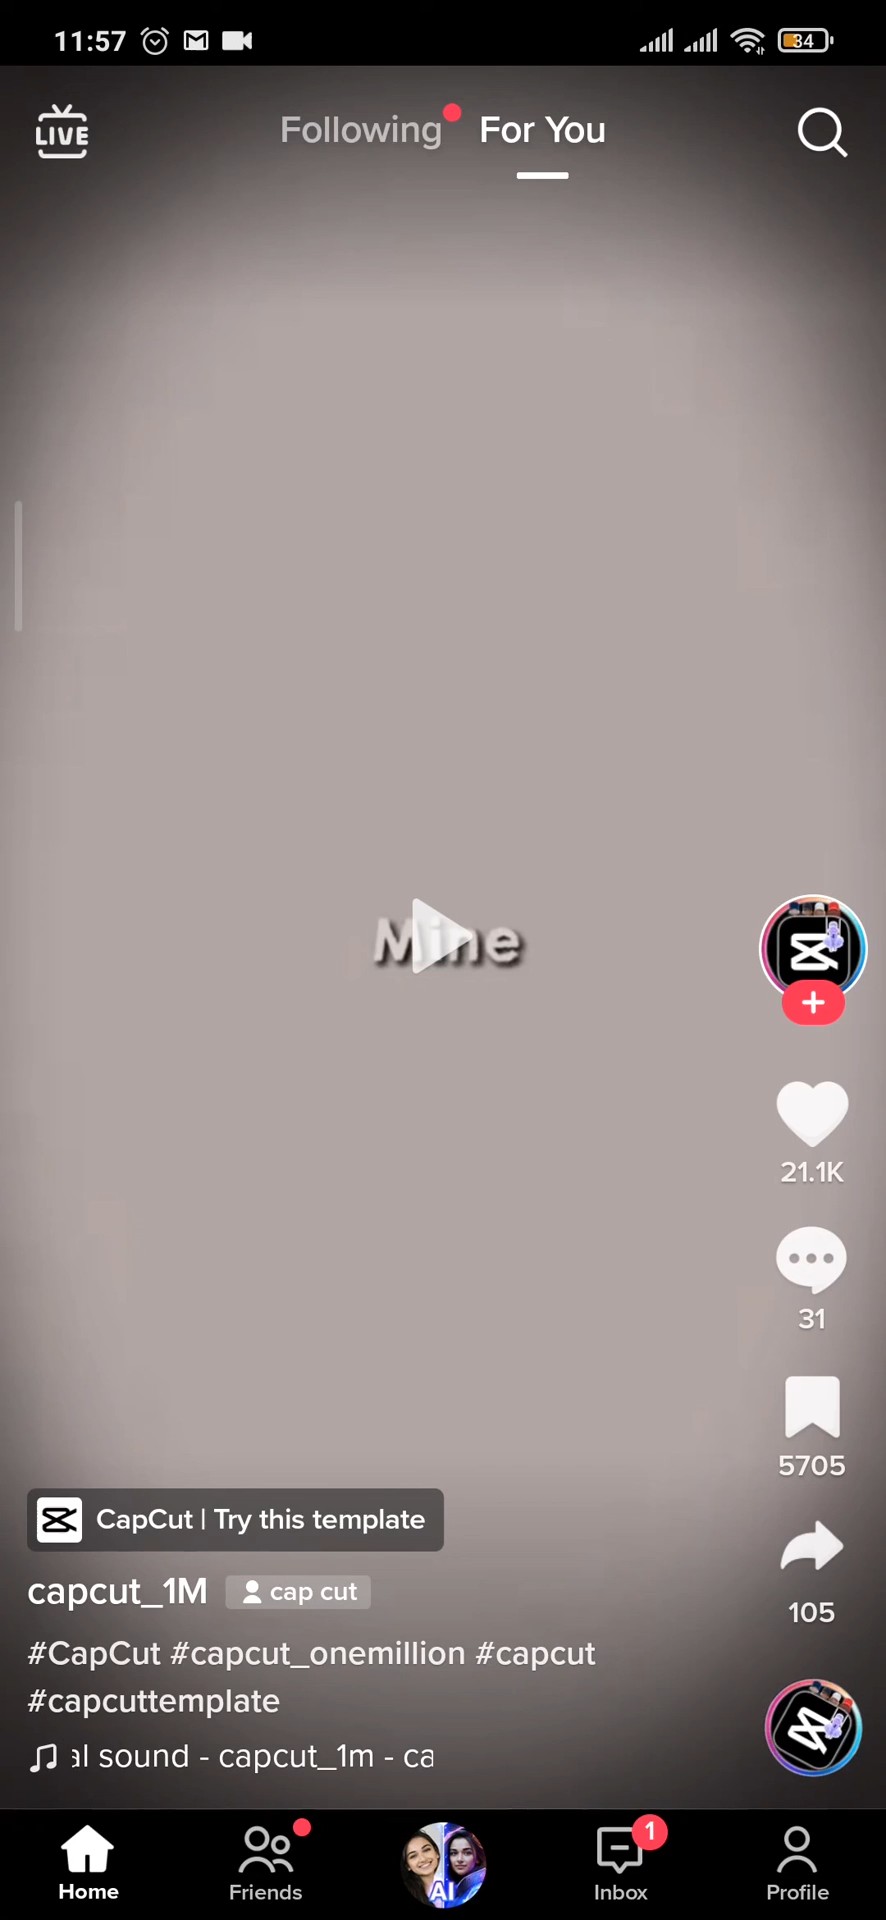 11:57
34
LIVE
Following
For You
Mine
21.1K
31
5705
105
CapCut | Try this template
capcut_1M
cap cut
#CapCut #capcut_onemillion #capcut
#capcuttemplate
al sound - capcut_1m - ca
AI
1
Home
Friends
Inbox
Profile